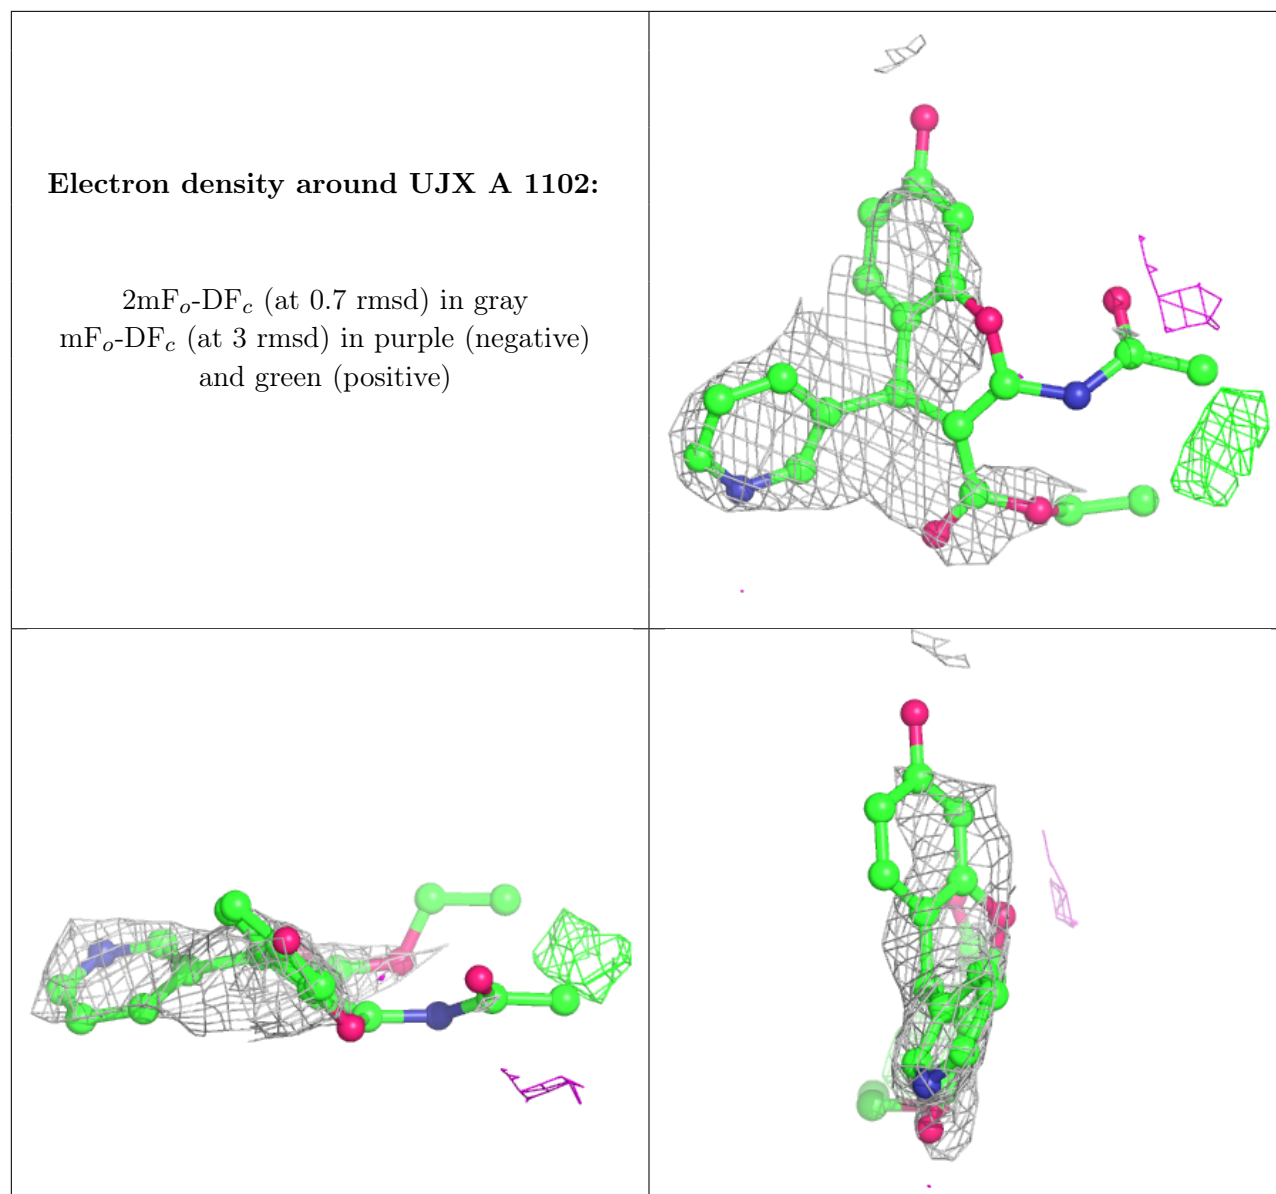 Electron density around UJX A 1102:
2mFₒ-DF𝒸 (at 0.7 rmsd) in gray
mFₒ-DF𝒸 (at 3 rmsd) in purple (negative)
and green (positive)